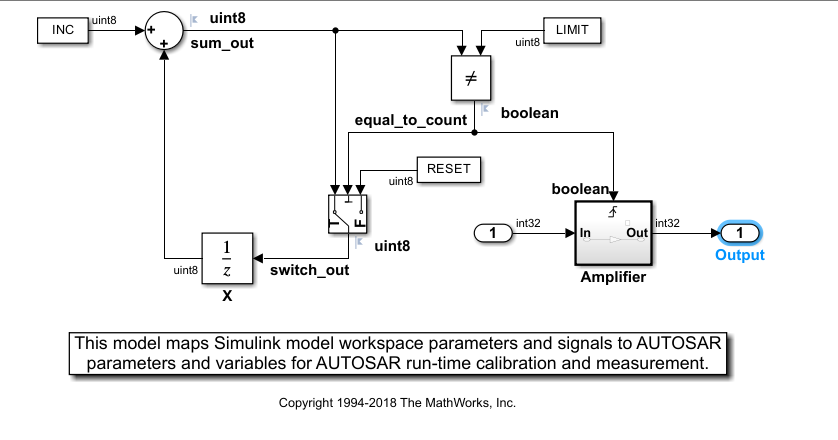 INC
uint8
uint8
sum_out
LIMIT
uint8
+
+
≠
boolean
equal_to_count
RESET
uint8
boolean
T
F
uint8
1
int32
In
Out
int32
1
Output
Amplifier
1
z
uint8
switch_out
X
This model maps Simulink model workspace parameters and signals to AUTOSAR
parameters and variables for AUTOSAR run-time calibration and measurement.
Copyright 1994-2018 The MathWorks, Inc.